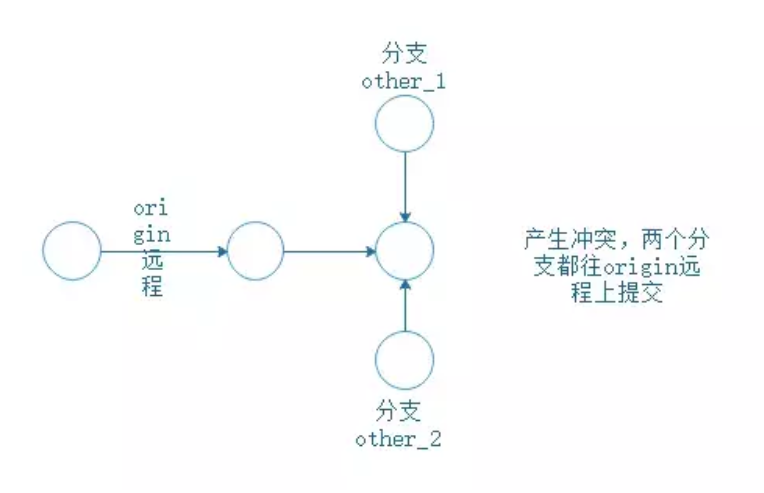 分支
other_1
ori
gin
远
程
产生冲突，两个分
支都往origin远
程上提交
分支
other_2